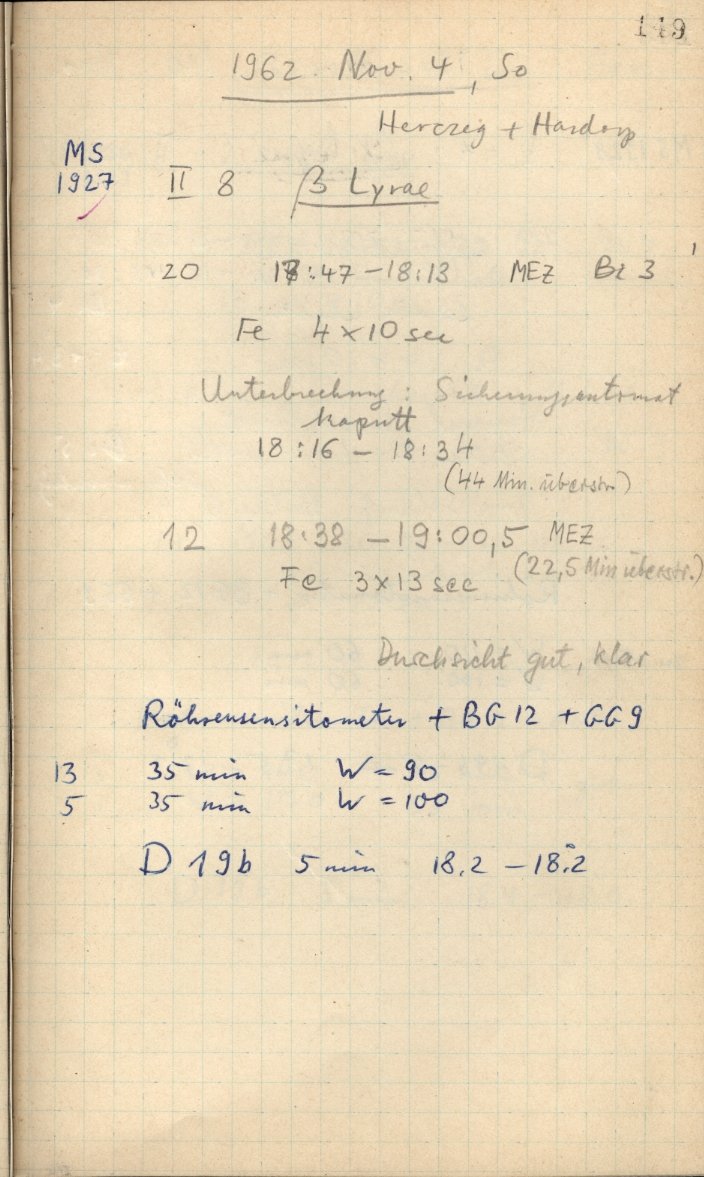 149
1962 Nov. 4, So
Herczeg + Hardorp
MS
1927 II 8 β Lyrae
20 17:47 – 18:13 MEZ Bl 3
Fe 4 x 10 sec
Unterbrechung : Sicherungsautomat
kaputt
18:16 – 18:34
(44 Min. überstr.)
12 18:38 – 19:00,5 MEZ
(22,5 Min überstr.)
Fe 3 x 13 sec
Durchsicht gut, klar
Röhrensensitometer + BG 12 + GG 9
13 35 min W = 90
5 35 min W = 100
D 19b 5 min 18.2 – 18.2